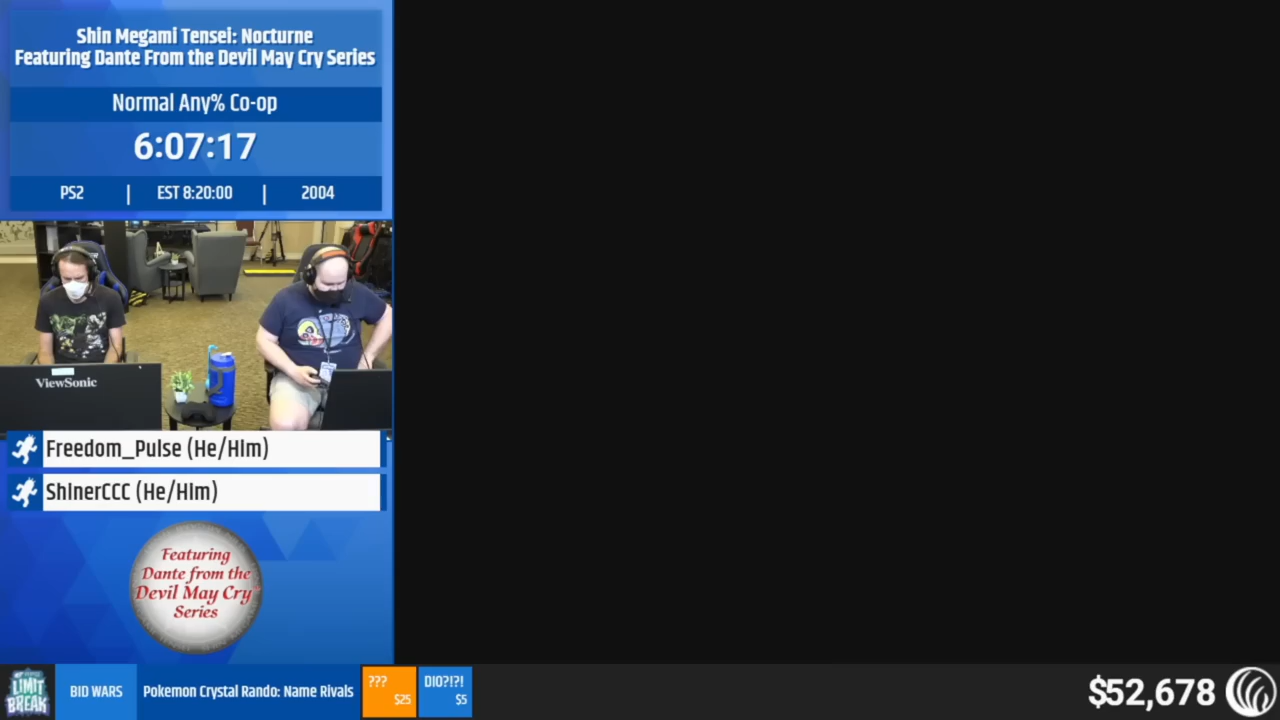 Shin Megami Tensei: Nocturne
Featuring Dante From the Devil May Cry Series
Normal Any% Co-op
6:07:17
PS2 | EST 8:20:00 | 2004
ViewSonic
Freedom_Pulse (He/Him)
ShinerCCC (He/Him)
Featuring
Dante from the
Devil May Cry
Series
LIMIT
BREAK
BID WARS
Pokemon Crystal Rando: Name Rivals
???
$25
DIO?!?!
$5
$52,678